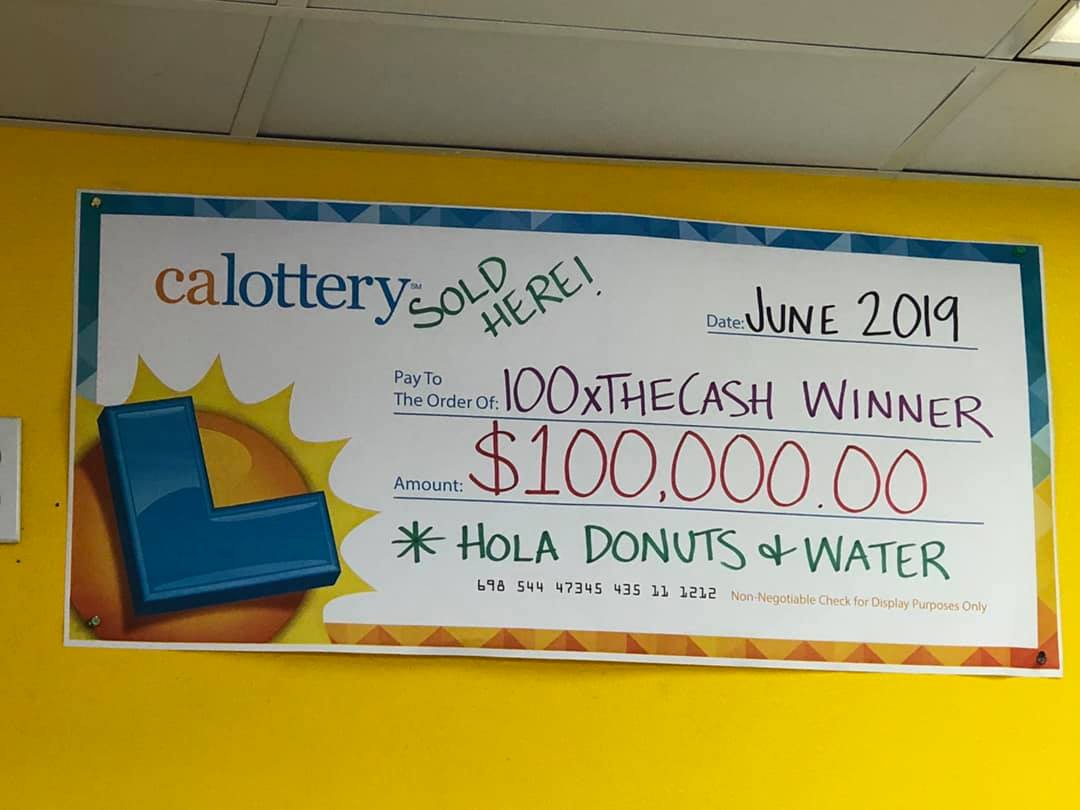 calottery℠
SOLD
HERE!
Date: JUNE 2019
Pay To
The Order Of: 100xTHECASH WINNER
Amount: $100,000.00
* HOLA DONUTS & WATER
698 544 47345 435 11 1212 Non-Negotiable Check for Display Purposes Only